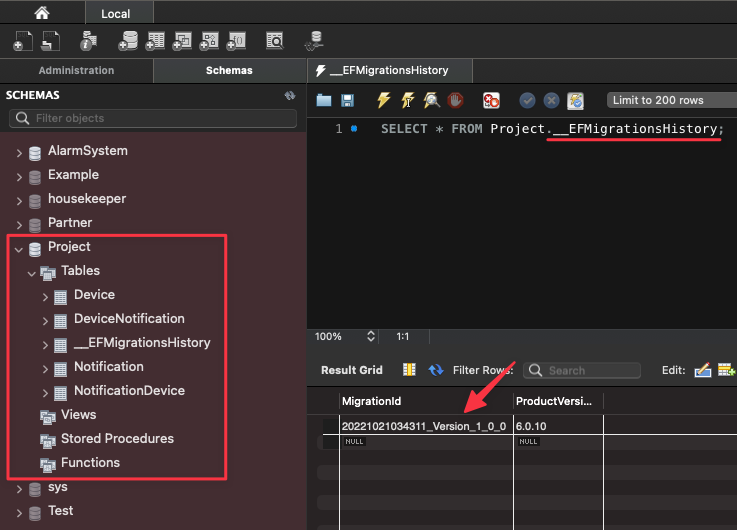 Local
Administration
Schemas
__EFMigrationsHistory
SCHEMAS
Filter objects
Limit to 200 rows
1 SELECT * FROM Project.__EFMigrationsHistory;
AlarmSystem
Example
housekeeper
Partner
Project
Tables
Device
DeviceNotification
__EFMigrationsHistory
Notification
NotificationDevice
Views
Stored Procedures
Functions
sys
Test
100%
1:1
Result Grid
Filter Rows:
Search
Edit:
MigrationId ProductVersi...
20221021034311_Version_1_0_0 6.0.10
NULL NULL